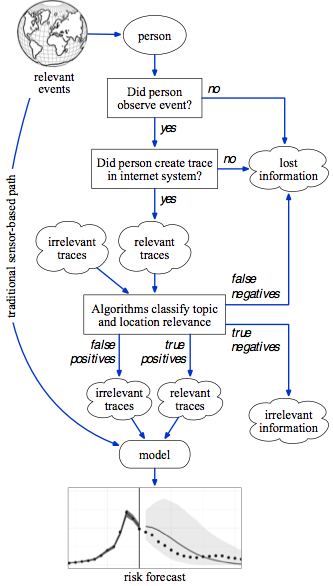 person
relevant
events
Did person
observe event?
no
yes
Did person create trace
in internet system?
no
lost
information
yes
traditional sensor-based path
irrelevant
traces
relevant
traces
false
negatives
Algorithms classify topic
and location relevance
true
negatives
false
positives
true
positives
irrelevant
traces
relevant
traces
irrelevant
information
model
risk forecast